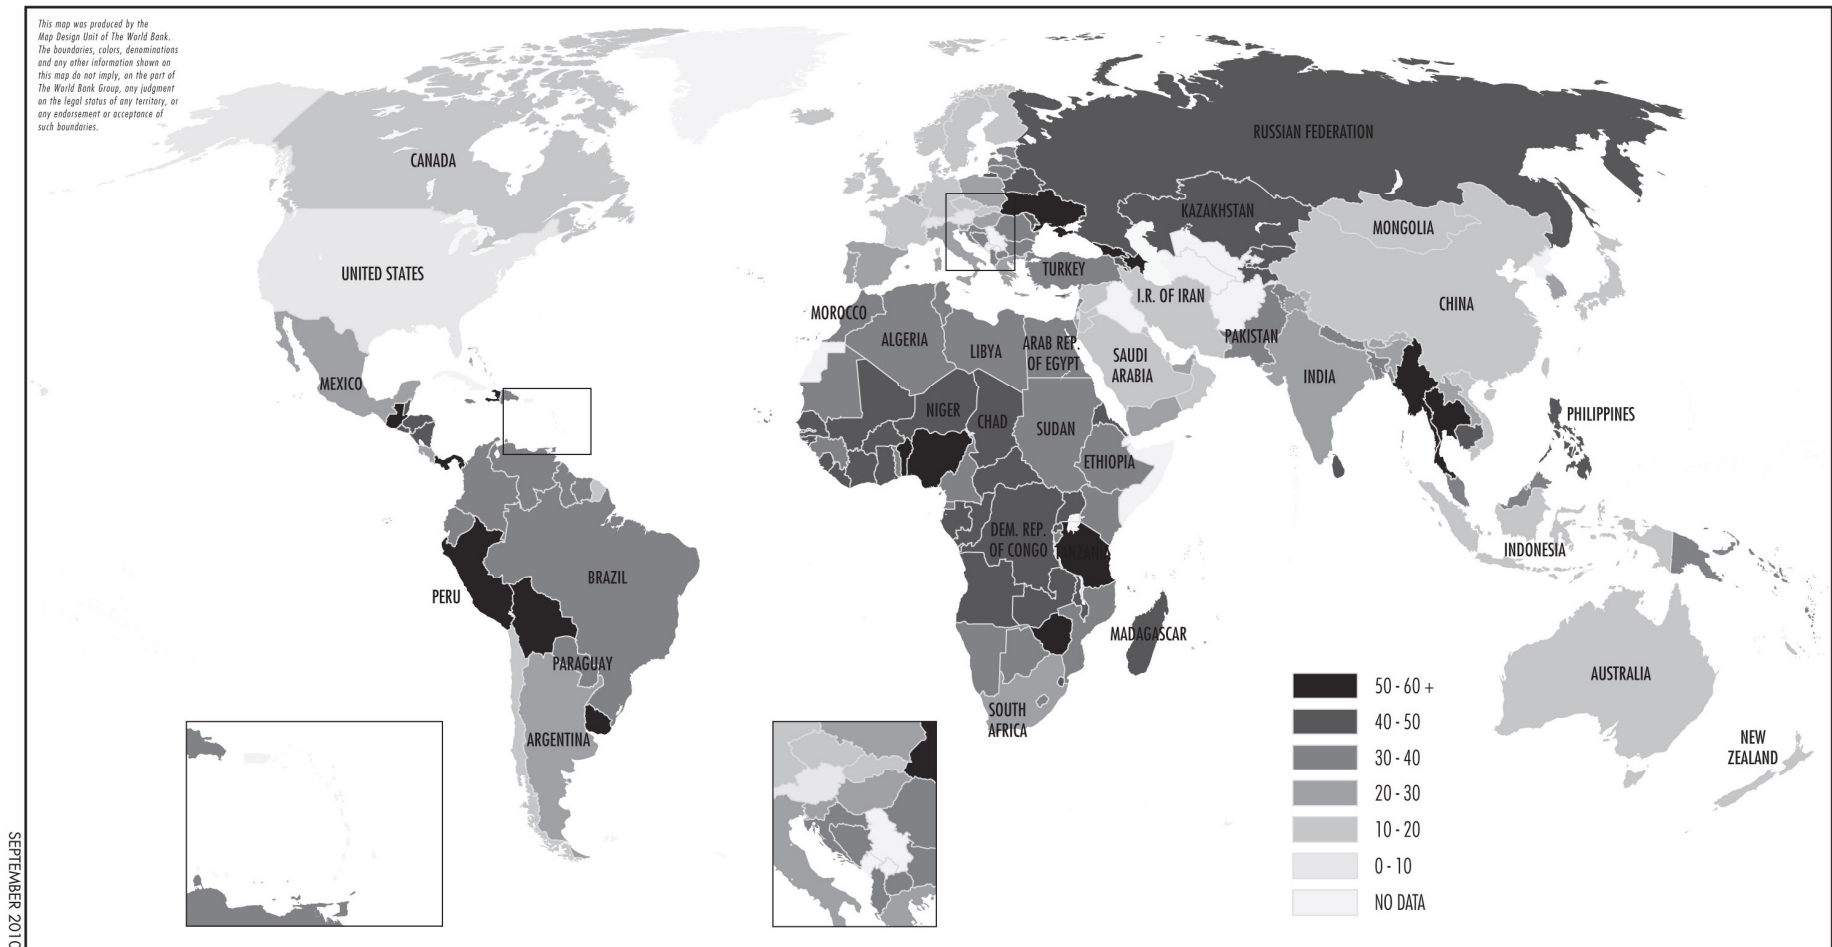 This map was produced by the
Map Design Unit of The World Bank.
The boundaries, colors, denominations
and any other information shown on
this map do not imply, on the part of
The World Bank Group, any judgment
on the legal status of any territory, or
any endorsement or acceptance of
such boundaries.
RUSSIAN FEDERATION
CANADA
KAZAKHSTAN
MONGOLIA
UNITED STATES
TURKEY
I.R. OF IRAN
CHINA
MOROCCO
ALGERIA
LIBYA
ARAB REP.
OF EGYPT
PAKISTAN
SAUDI
ARABIA
INDIA
MEXICO
NIGER
CHAD
SUDAN
PHILIPPINES
ETHIOPIA
DEM. REP.
OF CONGO
TANZANIA
INDONESIA
BRAZIL
PERU
MADAGASCAR
PARAGUAY
AUSTRALIA
SOUTH
AFRICA
ARGENTINA
NEW
ZEALAND
50 - 60 +
40 - 50
30 - 40
20 - 30
10 - 20
0 - 10
NO DATA
SEPTEMBER 2010